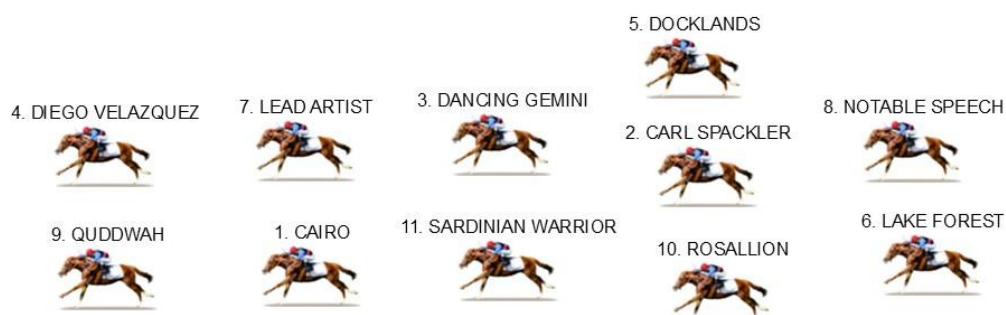 5. DOCKLANDS
4. DIEGO VELAZQUEZ
7. LEAD ARTIST
3. DANCING GEMINI
8. NOTABLE SPEECH
2. CARL SPACKLER
9. QUDDWAH
1. CAIRO
11. SARDINIAN WARRIOR
6. LAKE FOREST
10. ROSALLION